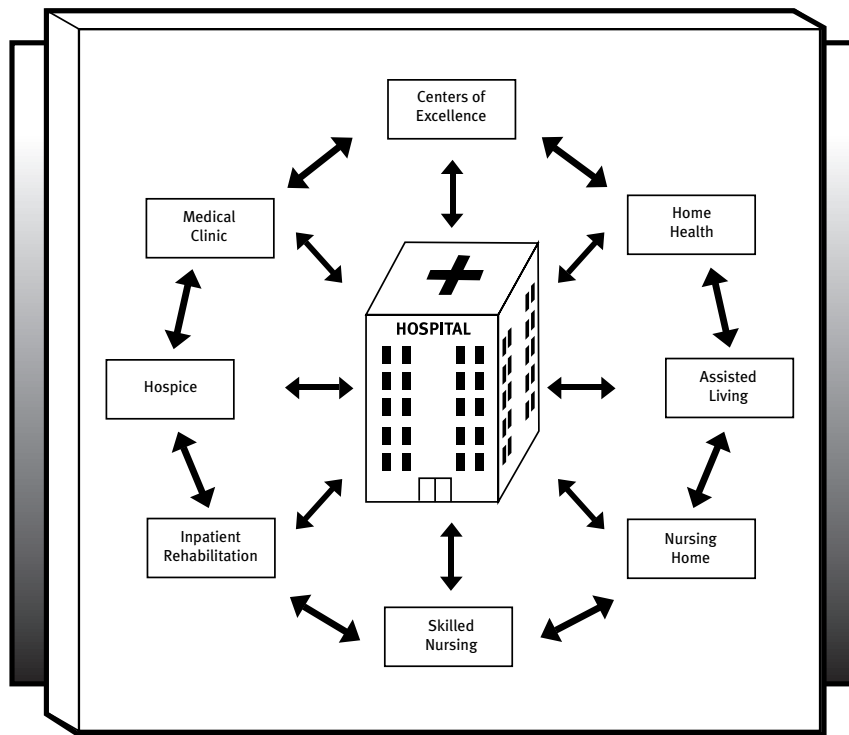 Centers of
Excellence
Medical
Clinic
Home
Health
HOSPITAL
Hospice
Assisted
Living
Inpatient
Rehabilitation
Nursing
Home
Skilled
Nursing